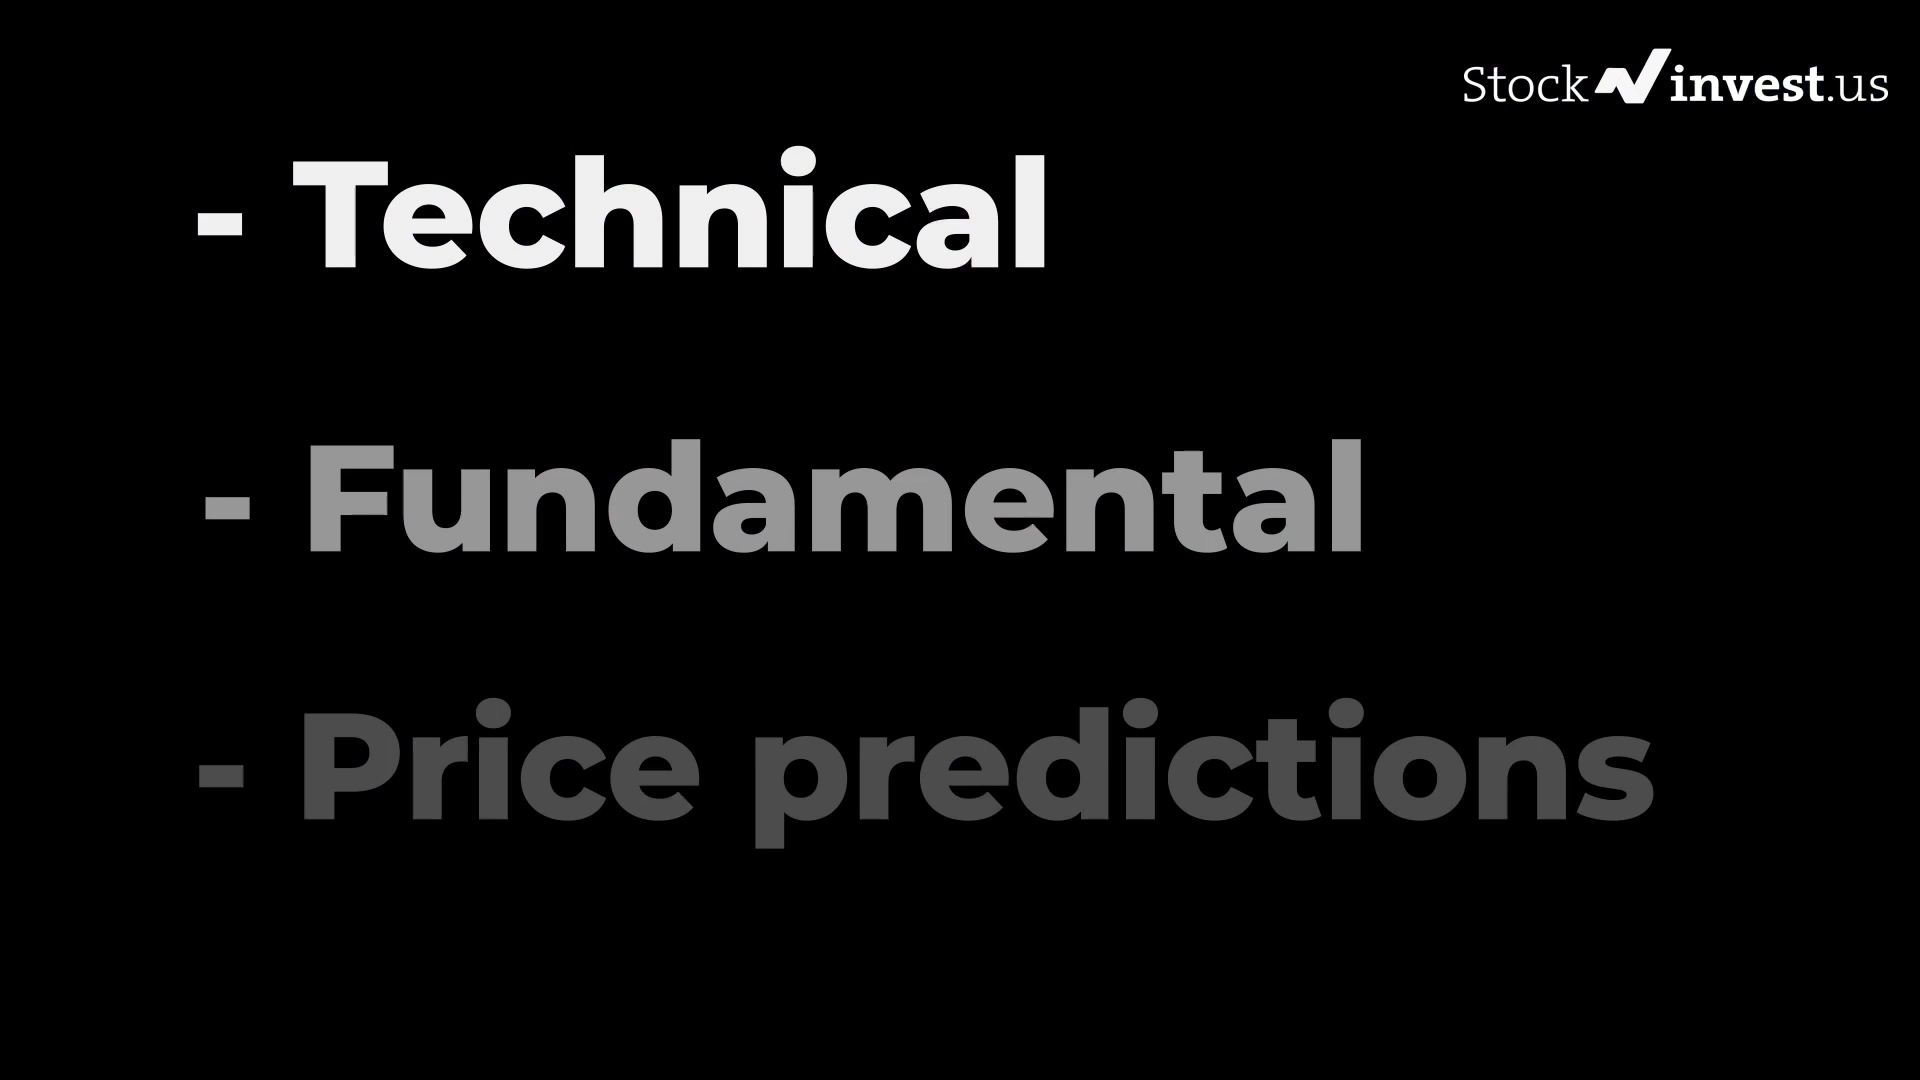 Stock invest.us
- Technical
- Fundamental
- Price predictions